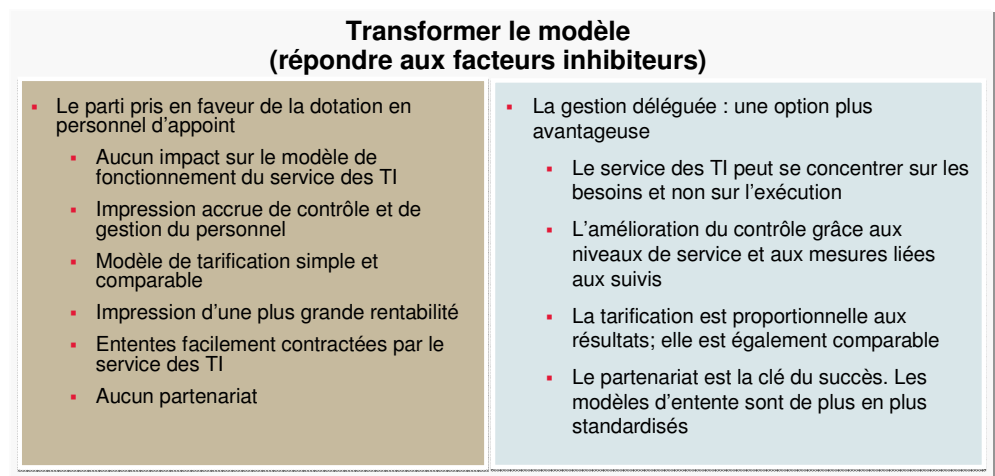 Transformer le modèle
(répondre aux facteurs inhibiteurs)
▪ Le parti pris en faveur de la dotation en
personnel d’appoint
▪ Aucun impact sur le modèle de
fonctionnement du service des TI
▪ Impression accrue de contrôle et de
gestion du personnel
▪ Modèle de tarification simple et
comparable
▪ Impression d’une plus grande rentabilité
▪ Ententes facilement contractées par le
service des TI
▪ Aucun partenariat
▪ La gestion déléguée : une option plus
avantageuse
▪ Le service des TI peut se concentrer sur les
besoins et non sur l’exécution
▪ L’amélioration du contrôle grâce aux
niveaux de service et aux mesures liées
aux suivis
▪ La tarification est proportionnelle aux
résultats; elle est également comparable
▪ Le partenariat est la clé du succès. Les
modèles d’entente sont de plus en plus
standardisés